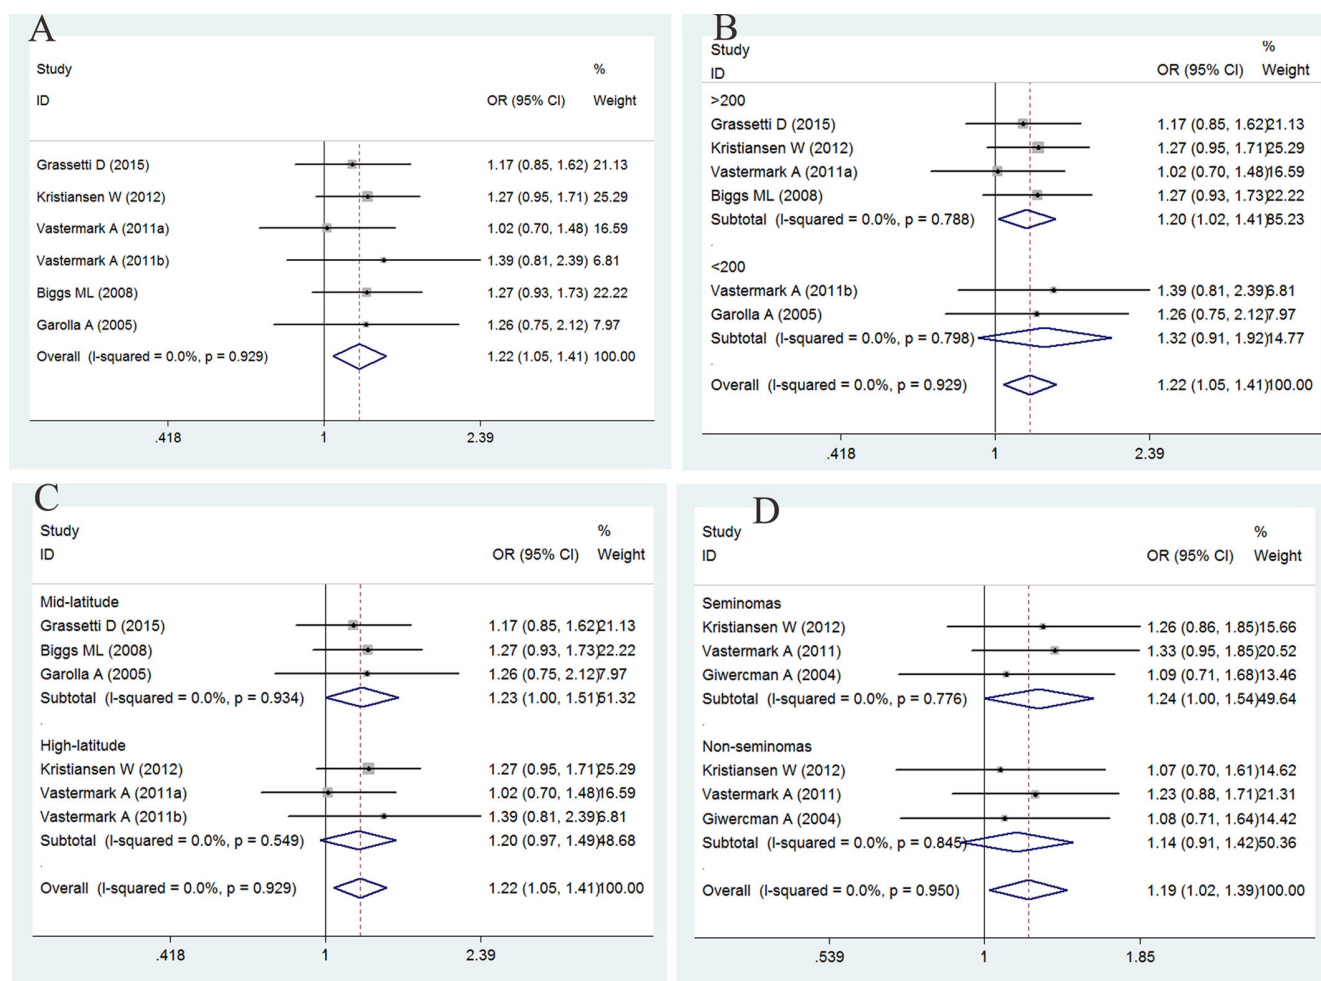 A
Study %
ID OR (95% CI) Weight
Grassetti D (2015) 1.17 (0.85, 1.62) 21.13
Kristiansen W (2012) 1.27 (0.95, 1.71) 25.29
Vastermark A (2011a) 1.02 (0.70, 1.48) 16.59
Vastermark A (2011b) 1.39 (0.81, 2.39) 6.81
Biggs ML (2008) 1.27 (0.93, 1.73) 22.22
Garolla A (2005) 1.26 (0.75, 2.12) 7.97
Overall (I-squared = 0.0%, p = 0.929) 1.22 (1.05, 1.41) 100.00
.418 1 2.39
B
Study %
ID OR (95% CI) Weight
>200
Grassetti D (2015) 1.17 (0.85, 1.62)21.13
Kristiansen W (2012) 1.27 (0.95, 1.71)25.29
Vastermark A (2011a) 1.02 (0.70, 1.48)16.59
Biggs ML (2008) 1.27 (0.93, 1.73)22.22
Subtotal (I-squared = 0.0%, p = 0.788) 1.20 (1.02, 1.41)85.23
.
<200
Vastermark A (2011b) 1.39 (0.81, 2.39)6.81
Garolla A (2005) 1.26 (0.75, 2.12)7.97
Subtotal (I-squared = 0.0%, p = 0.798) 1.32 (0.91, 1.92)14.77
.
Overall (I-squared = 0.0%, p = 0.929) 1.22 (1.05, 1.41)100.00
.418 1 2.39
C
Study %
ID OR (95% CI) Weight
Mid-latitude
Grassetti D (2015) 1.17 (0.85, 1.62)21.13
Biggs ML (2008) 1.27 (0.93, 1.73)22.22
Garolla A (2005) 1.26 (0.75, 2.12)7.97
Subtotal (I-squared = 0.0%, p = 0.934) 1.23 (1.00, 1.51)51.32
.
High-latitude
Kristiansen W (2012) 1.27 (0.95, 1.71)25.29
Vastermark A (2011a) 1.02 (0.70, 1.48)16.59
Vastermark A (2011b) 1.39 (0.81, 2.39)6.81
Subtotal (I-squared = 0.0%, p = 0.549) 1.20 (0.97, 1.49)48.68
.
Overall (I-squared = 0.0%, p = 0.929) 1.22 (1.05, 1.41)100.00
.418 1 2.39
D
Study %
ID OR (95% CI) Weight
Seminomas
Kristiansen W (2012) 1.26 (0.86, 1.85)15.66
Vastermark A (2011) 1.33 (0.95, 1.85)20.52
Giwercman A (2004) 1.09 (0.71, 1.68)13.46
Subtotal (I-squared = 0.0%, p = 0.776) 1.24 (1.00, 1.54)49.64
.
Non-seminomas
Kristiansen W (2012) 1.07 (0.70, 1.61)14.62
Vastermark A (2011) 1.23 (0.88, 1.71)21.31
Giwercman A (2004) 1.08 (0.71, 1.64)14.42
Subtotal (I-squared = 0.0%, p = 0.845) 1.14 (0.91, 1.42)50.36
.
Overall (I-squared = 0.0%, p = 0.950) 1.19 (1.02, 1.39)100.00
.539 1 1.85